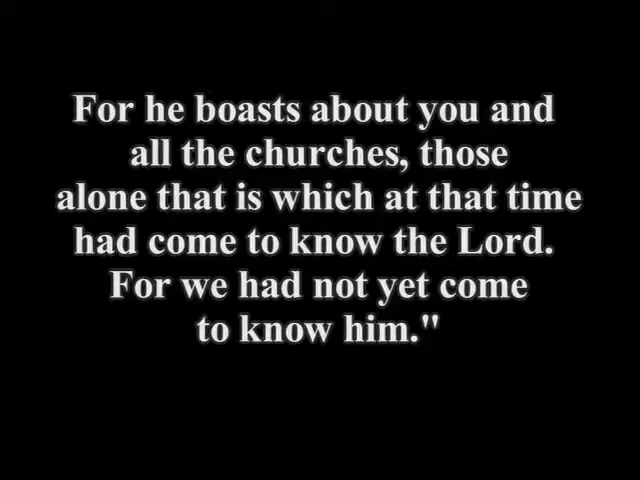 For he boasts about you and
all the churches, those
alone that is which at that time
had come to know the Lord.
For we had not yet come
to know him."